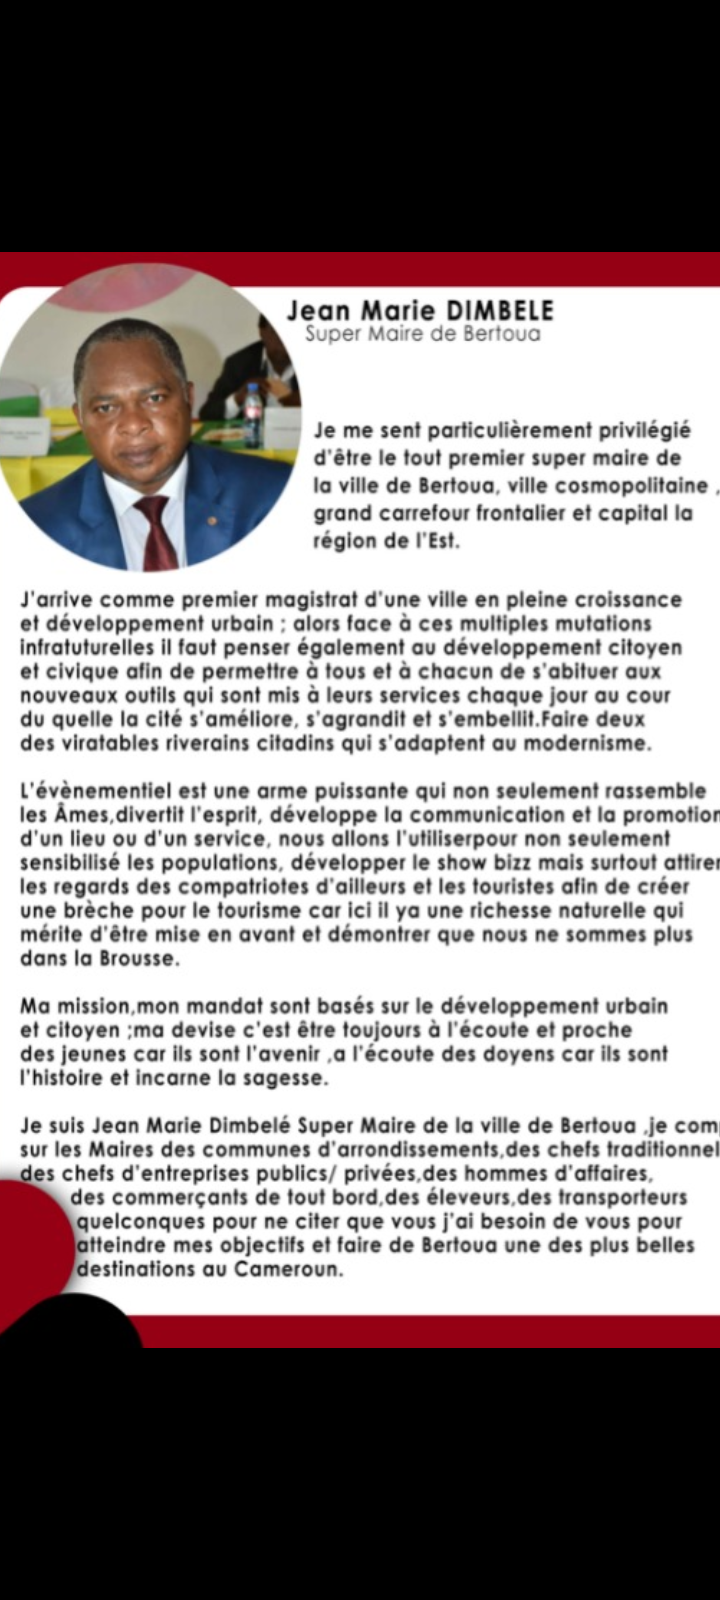 Jean Marie DIMBELE
Super Maire de Bertoua
Je me sent particulièrement privilégié
d'être le tout premier super maire de
la ville de Bertoua, ville cosmopolitaine ,
grand carrefour frontalier et capital la
région de l'Est.
J'arrive comme premier magistrat d'une ville en pleine croissance
et développement urbain ; alors face à ces multiples mutations
infratuturelles il faut penser également au développement citoyen
et civique afin de permettre à tous et à chacun de s'abituer aux
nouveaux outils qui sont mis à leurs services chaque jour au cour
du quelle la cité s'améliore, s'agrandit et s'embellit.Faire deux
des viratables riverains citadins qui s'adaptent au modernisme.
L'évènementiel est une arme puissante qui non seulement rassemble
les Âmes,divertit l'esprit, développe la communication et la promotion
d'un lieu ou d'un service, nous allons l'utiliserpour non seulement
sensibilisé les populations, développer le show bizz mais surtout attirer
les regards des compatriotes d'ailleurs et les touristes afin de créer
une brèche pour le tourisme car ici il ya une richesse naturelle qui
mérite d'être mise en avant et démontrer que nous ne sommes plus
dans la Brousse.
Ma mission,mon mandat sont basés sur le développement urbain
et citoyen ;ma devise c'est être toujours à l'écoute et proche
des jeunes car ils sont l'avenir ,a l'écoute des doyens car ils sont
l'histoire et incarne la sagesse.
Je suis Jean Marie Dimbelé Super Maire de la ville de Bertoua ,je com
sur les Maires des communes d'arrondissements,des chefs traditionnel
des chefs d'entreprises publics/ privées,des hommes d'affaires,
des commerçants de tout bord,des éleveurs,des transporteurs
quelconques pour ne citer que vous j'ai besoin de vous pour
atteindre mes objectifs et faire de Bertoua une des plus belles
destinations au Cameroun.